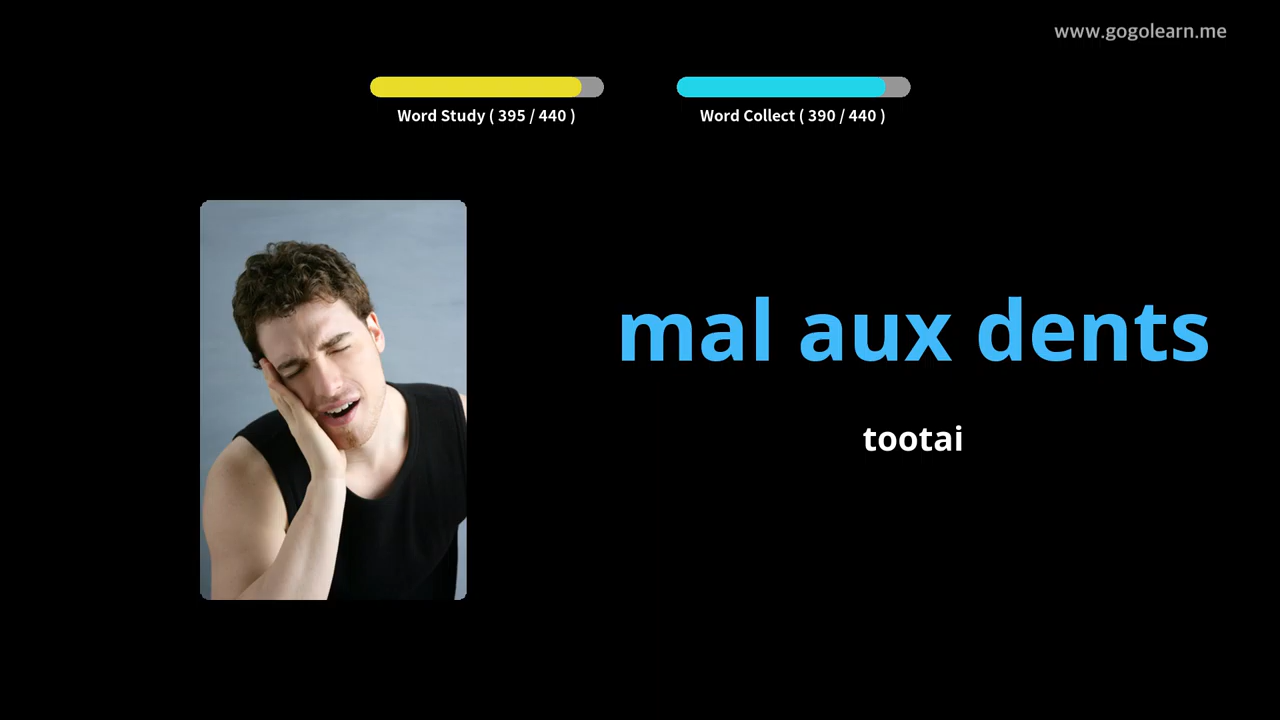 www.gogolearn.me
Word Study ( 395 / 440 )
Word Collect ( 390 / 440 )
mal aux dents
tootai